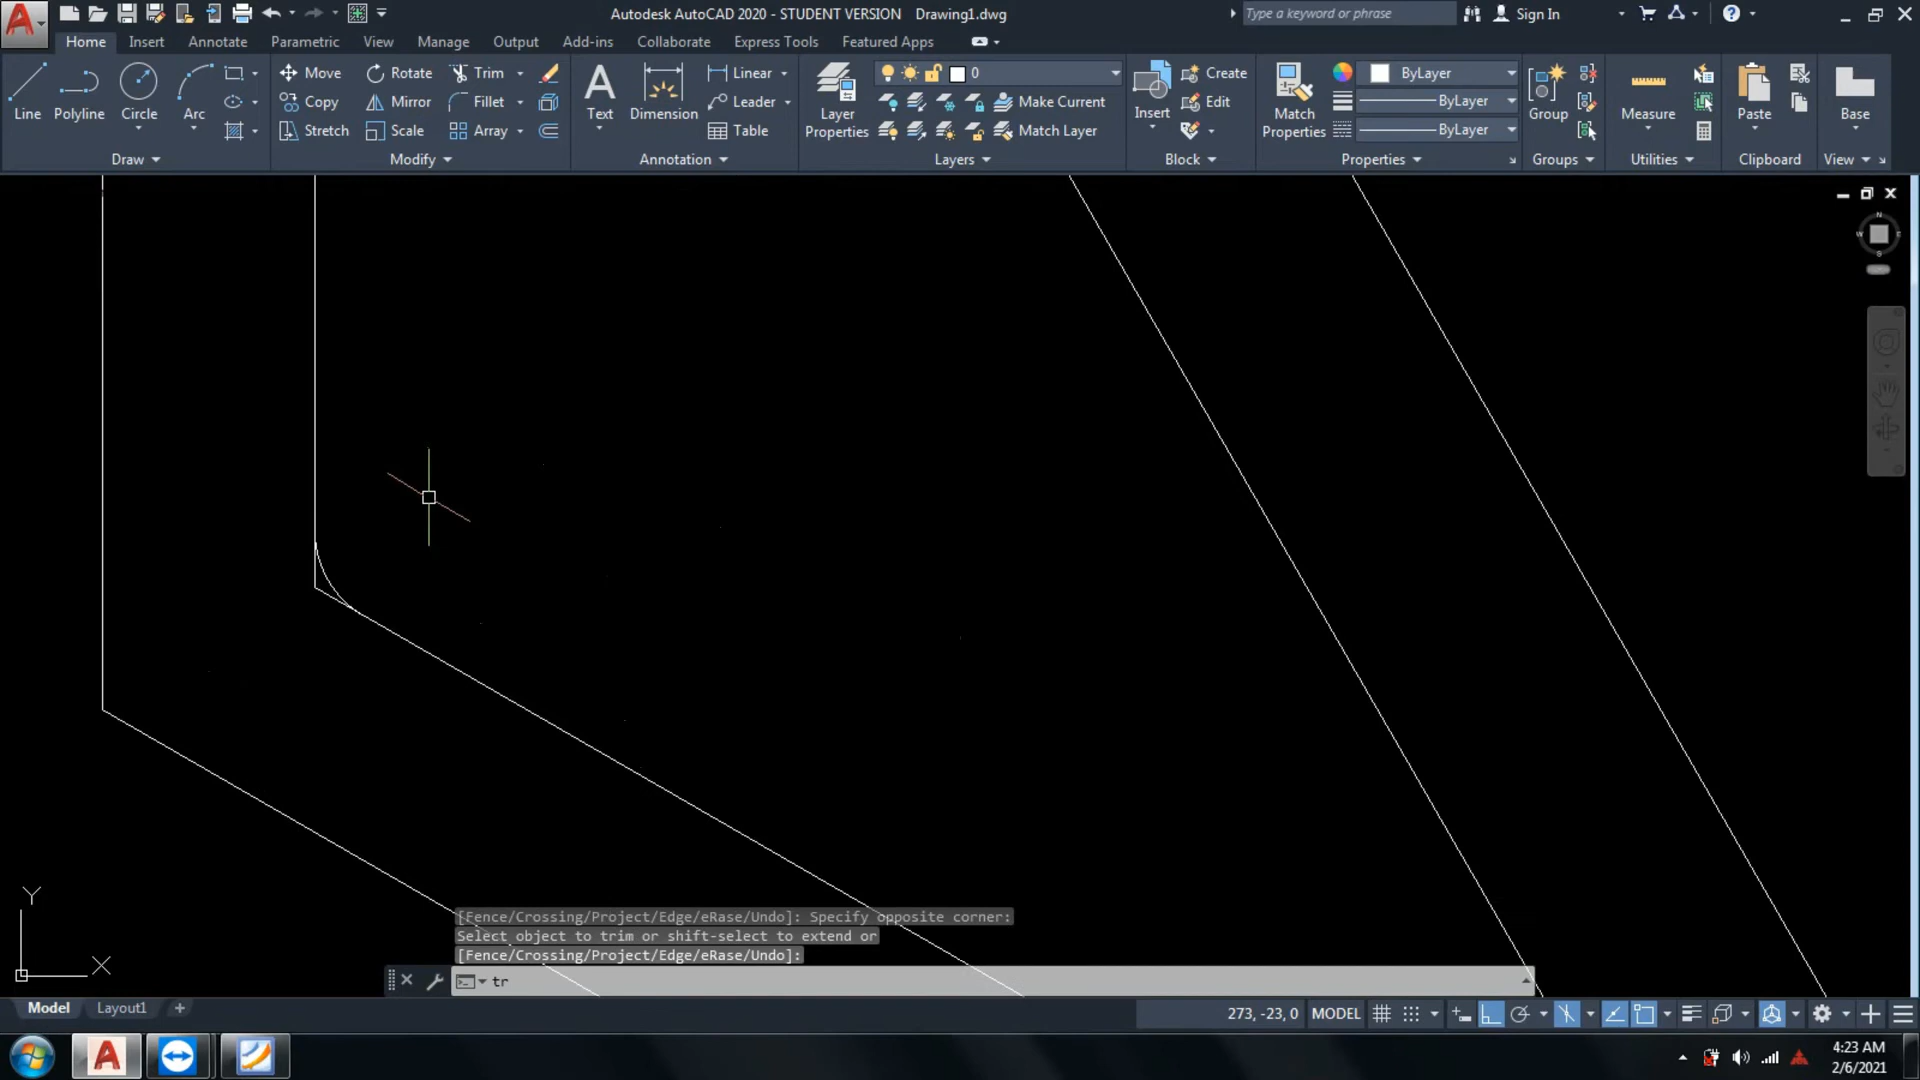 Autodesk AutoCAD 2020 - STUDENT VERSION Drawing1.dwg
Type a keyword or phrase
Sign In
Home Insert Annotate Parametric View Manage Output Add-ins Collaborate Express Tools Featured Apps
Line
Polyline
Circle
Arc
Draw
Move Rotate Trim
Copy Mirror Fillet
Stretch Scale Array
Modify
Text
Dimension
Linear
Leader
Table
Annotation
Layer
Properties
0
Make Current
Match Layer
Layers
Insert
Create
Edit
Block
Match
Properties
ByLayer
ByLayer
ByLayer
Properties
Group
Groups
Measure
Utilities
Paste
Clipboard
Base
View
N
W
E
S
Y
X
[Fence/Crossing/Project/Edge/eRase/Undo]: Specify opposite corner:
Select object to trim or shift-select to extend or
[Fence/Crossing/Project/Edge/eRase/Undo]:
tr
Model Layout1
273, -23, 0 MODEL
4:23 AM
2/6/2021